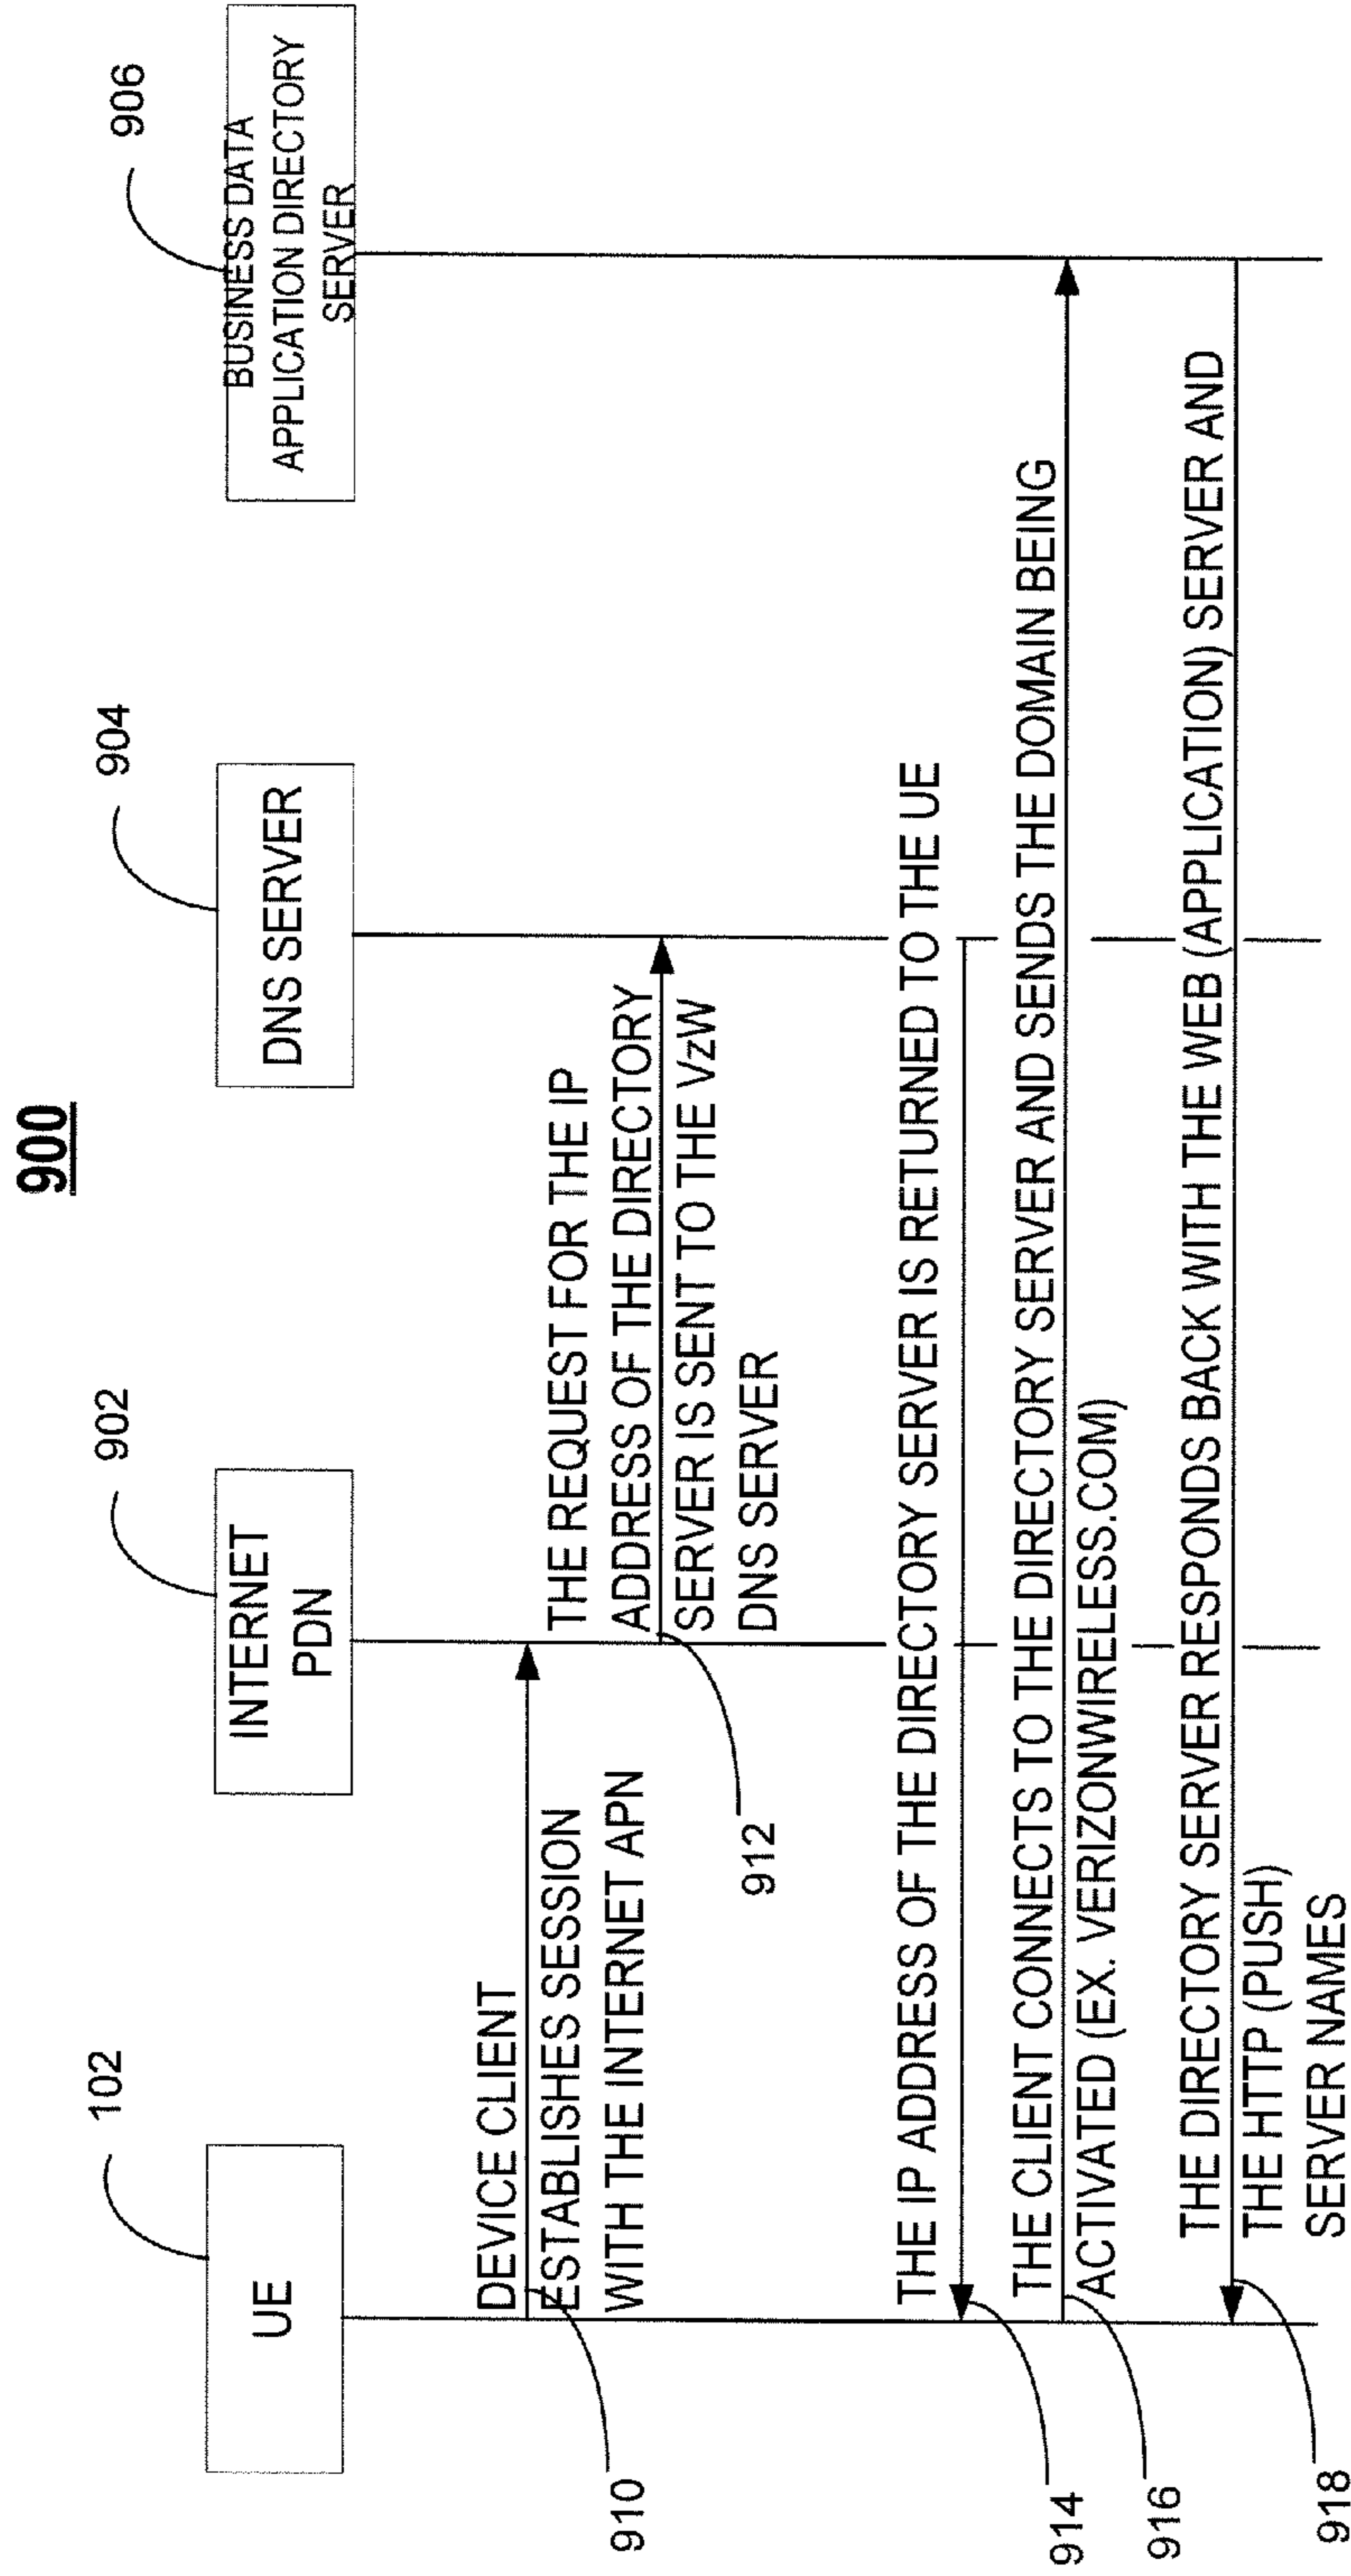 900
102
902
904
906
UE
INTERNET
PDN
DNS SERVER
BUSINESS DATA
APPLICATION DIRECTORY
SERVER
DEVICE CLIENT
ESTABLISHES SESSION
WITH THE INTERNET APN
910
THE REQUEST FOR THE IP
ADDRESS OF THE DIRECTORY
SERVER IS SENT TO THE VzW
DNS SERVER
912
THE IP ADDRESS OF THE DIRECTORY SERVER IS RETURNED TO THE UE
914
THE CLIENT CONNECTS TO THE DIRECTORY SERVER AND SENDS THE DOMAIN BEING
ACTIVATED (EX. VERIZONWIRELESS.COM)
916
THE DIRECTORY SERVER RESPONDS BACK WITH THE WEB (APPLICATION) SERVER AND
THE HTTP (PUSH)
SERVER NAMES
918